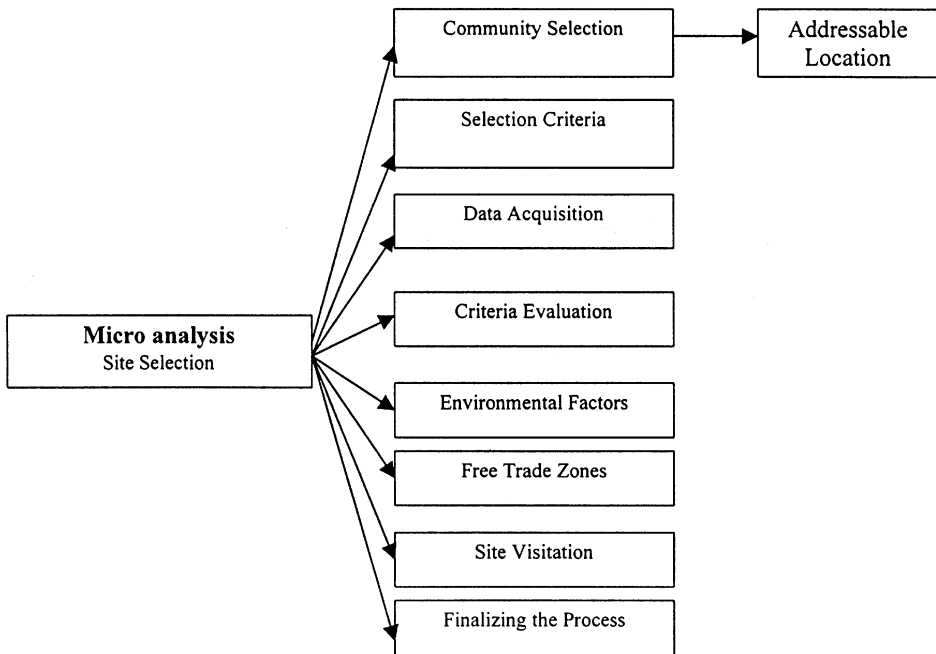 Community Selection
Addressable
Location
Selection Criteria
Data Acquisition
Criteria Evaluation
Micro analysis
Site Selection
Environmental Factors
Free Trade Zones
Site Visitation
Finalizing the Process